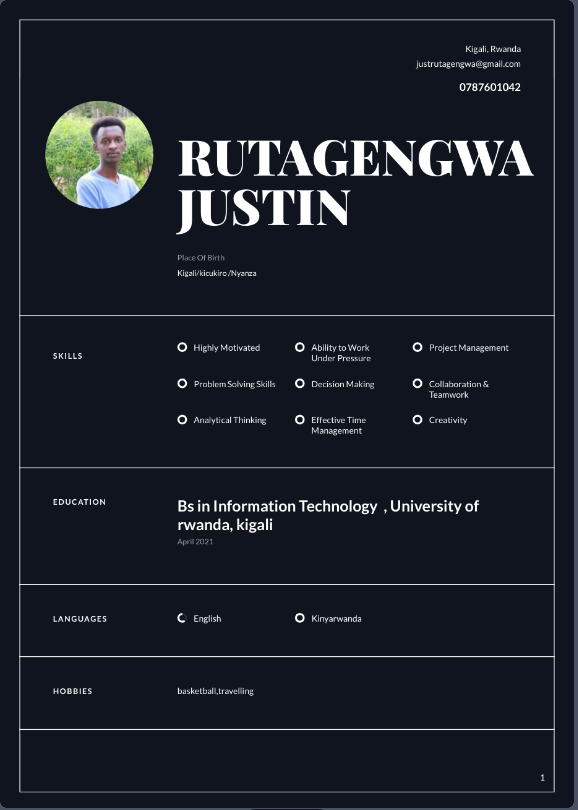 Kigali, Rwanda
justrutagengwa@gmail.com
0787601042
RUTAGENGWA
JUSTIN
Place Of Birth
Kigali/kicukiro /Nyanza
SKILLS
Highly Motivated
Ability to Work
Under Pressure
Project Management
Problem Solving Skills
Decision Making
Collaboration &
Teamwork
Analytical Thinking
Effective Time
Management
Creativity
EDUCATION
Bs in Information Technology , University of
rwanda, kigali
April 2021
LANGUAGES
English
Kinyarwanda
HOBBIES
basketball,travelling
1